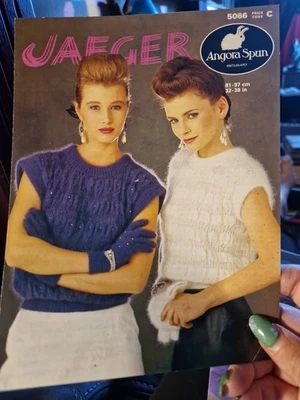 5066 PRICE CODE C
JAEGER
Angora Spun
81-97 cm
32-38 in